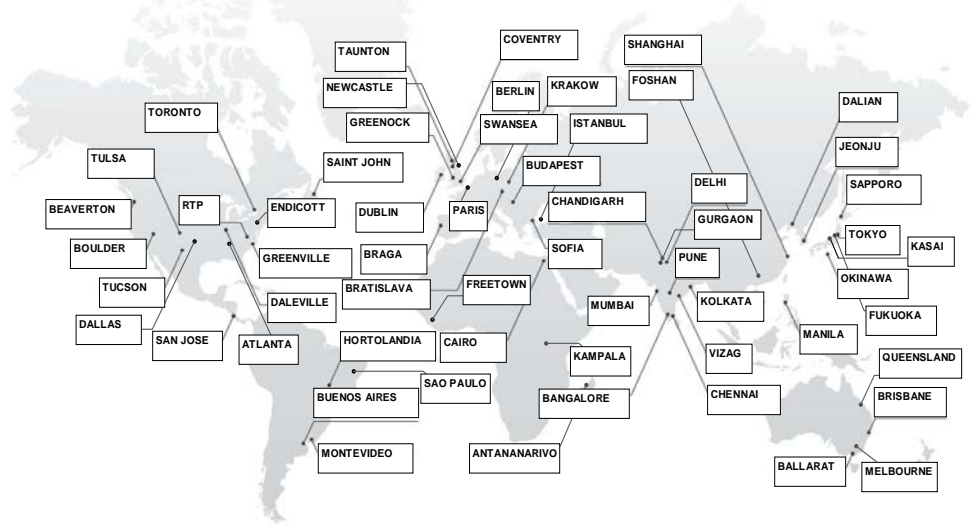 COVENTRY
SHANGHAI
TAUNTON
FOSHAN
NEWCASTLE
BERLIN
KRAKOW
DALIAN
TORONTO
GREENOCK
SWANSEA
ISTANBUL
JEONJU
TULSA
SAINT JOHN
BUDAPEST
DELHI
SAPPORO
BEAVERTON
RTP
ENDICOTT
DUBLIN
PARIS
CHANDIGARH
GURGAON
TOKYO
KASAI
BOULDER
GREENVILLE
BRAGA
SOFIA
PUNE
OKINAWA
TUCSON
DALEVILLE
BRATISLAVA
FREETOWN
MUMBAI
KOLKATA
FUKUOKA
DALLAS
SAN JOSE
ATLANTA
HORTOLANDIA
CAIRO
KAMPALA
VIZAG
MANILA
QUEENSLAND
SAO PAULO
BUENOS AIRES
BANGALORE
CHENNAI
BRISBANE
MONTEVIDEO
ANTANANARIVO
BALLARAT
MELBOURNE